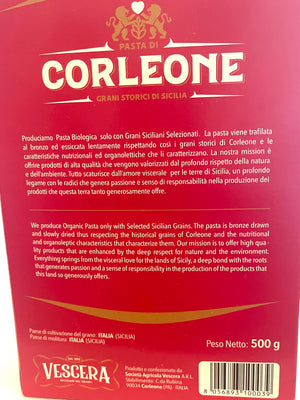 PASTA DI
CORLEONE
GRANI STORICI DI SICILIA
Produciamo Pasta Biologica solo con Grani Siciliani Selezionati. La pasta viene trafilata
al bronzo ed essiccata lentamente rispettando così i grani storici di Corleone e le
caratteristiche nutrizionali ed organolettiche che li caratterizzano. La nostra mission è
offrire prodotti di alta qualità che vengono valorizzati dal profondo rispetto della natura
e dell'ambiente. Tutto scaturisce dall'amore viscerale per le terre di Sicilia, un profondo
legame con le radici che genera passione e senso di responsabilità nella produzione dei
prodotti che questa terra tanto generosamente offre.
We produce Organic Pasta only with Selected Sicilian Grains. The pasta is bronze drawn
and slowly dried thus respecting the historical grains of Corleone and the nutritional
and organoleptic characteristics that characterize them. Our mission is to offer high qua-
lity products that are enhanced by the deep respect for nature and the environment.
Everything springs from the visceral love for the lands of Sicily, a deep bond with the roots
that generates passion and a sense of responsibility in the production of the products that
this land so generously offers.
Paese di coltivazione del grano: ITALIA (SICILIA)
Paese di molitura: ITALIA (SICILIA)
Peso Netto: 500 g
VESCERA
Prodotto e confezionato da
Società Agricola Vescera A.R.L.
Stabilimento: C.da Rubina
90034 Corleone (PA) - ITALIA
8 056893 100039